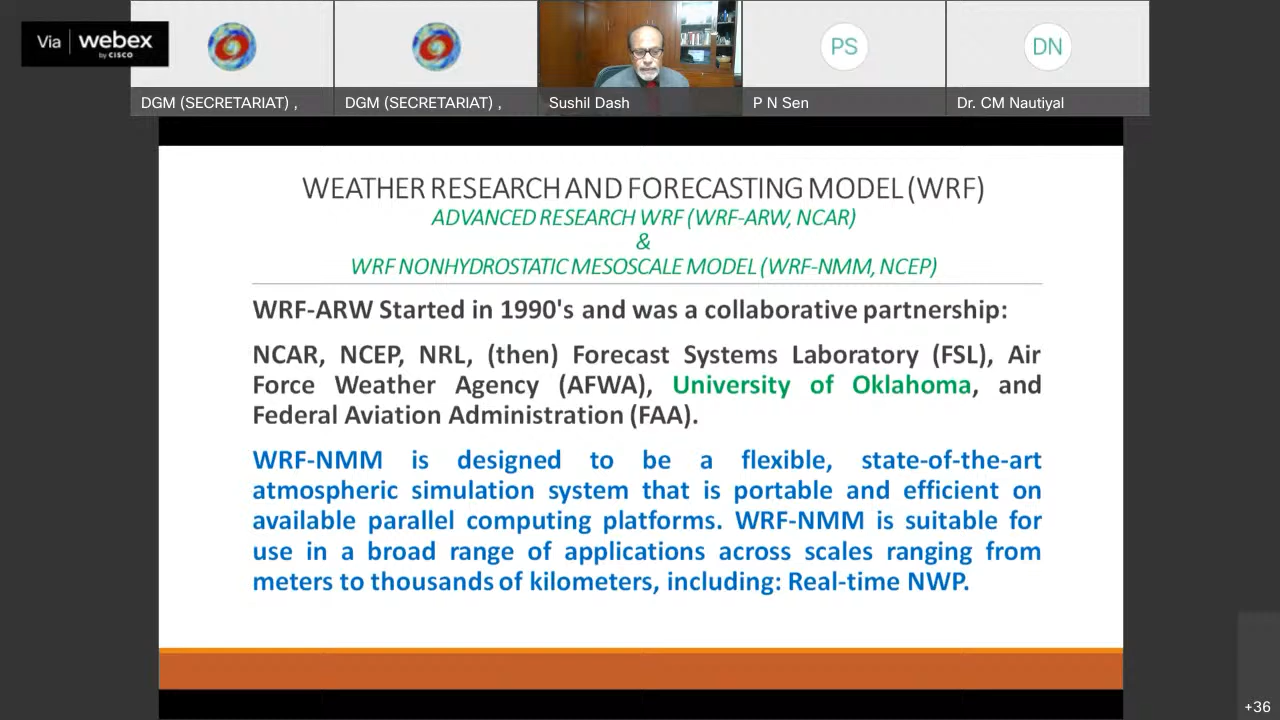 Via webex
by CISCO
PS
DN
DGM (SECRETARIAT) ,
DGM (SECRETARIAT) ,
Sushil Dash
P N Sen
Dr. CM Nautiyal
WEATHER RESEARCH AND FORECASTING MODEL (WRF)
ADVANCED RESEARCH WRF (WRF-ARW, NCAR)
&
WRF NONHYDROSTATIC MESOSCALE MODEL (WRF-NMM, NCEP)
WRF-ARW Started in 1990's and was a collaborative partnership:
NCAR, NCEP, NRL, (then) Forecast Systems Laboratory (FSL), Air
Force Weather Agency (AFWA), University of Oklahoma, and
Federal Aviation Administration (FAA).
WRF-NMM is designed to be a flexible, state-of-the-art
atmospheric simulation system that is portable and efficient on
available parallel computing platforms. WRF-NMM is suitable for
use in a broad range of applications across scales ranging from
meters to thousands of kilometers, including: Real-time NWP.
+36